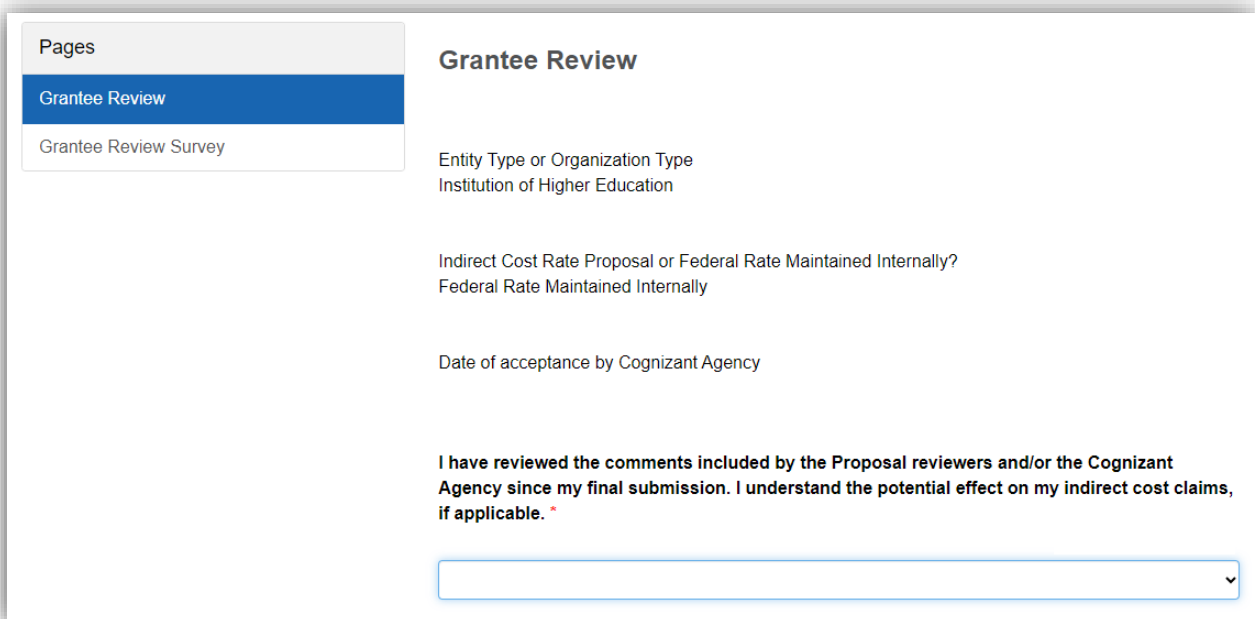 Pages
Grantee Review
Grantee Review Survey
Grantee Review
Entity Type or Organization Type
Institution of Higher Education
Indirect Cost Rate Proposal or Federal Rate Maintained Internally?
Federal Rate Maintained Internally
Date of acceptance by Cognizant Agency
I have reviewed the comments included by the Proposal reviewers and/or the Cognizant
Agency since my final submission. I understand the potential effect on my indirect cost claims,
if applicable. *